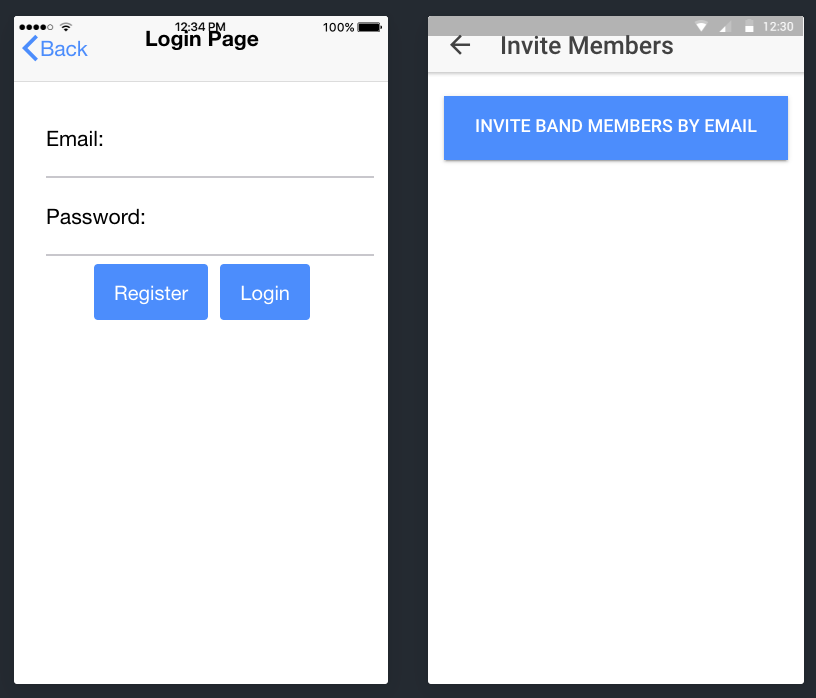 12:34 PM
100%
Back
Login Page
Email:
Password:
Register
Login
12:30
Invite Members
INVITE BAND MEMBERS BY EMAIL